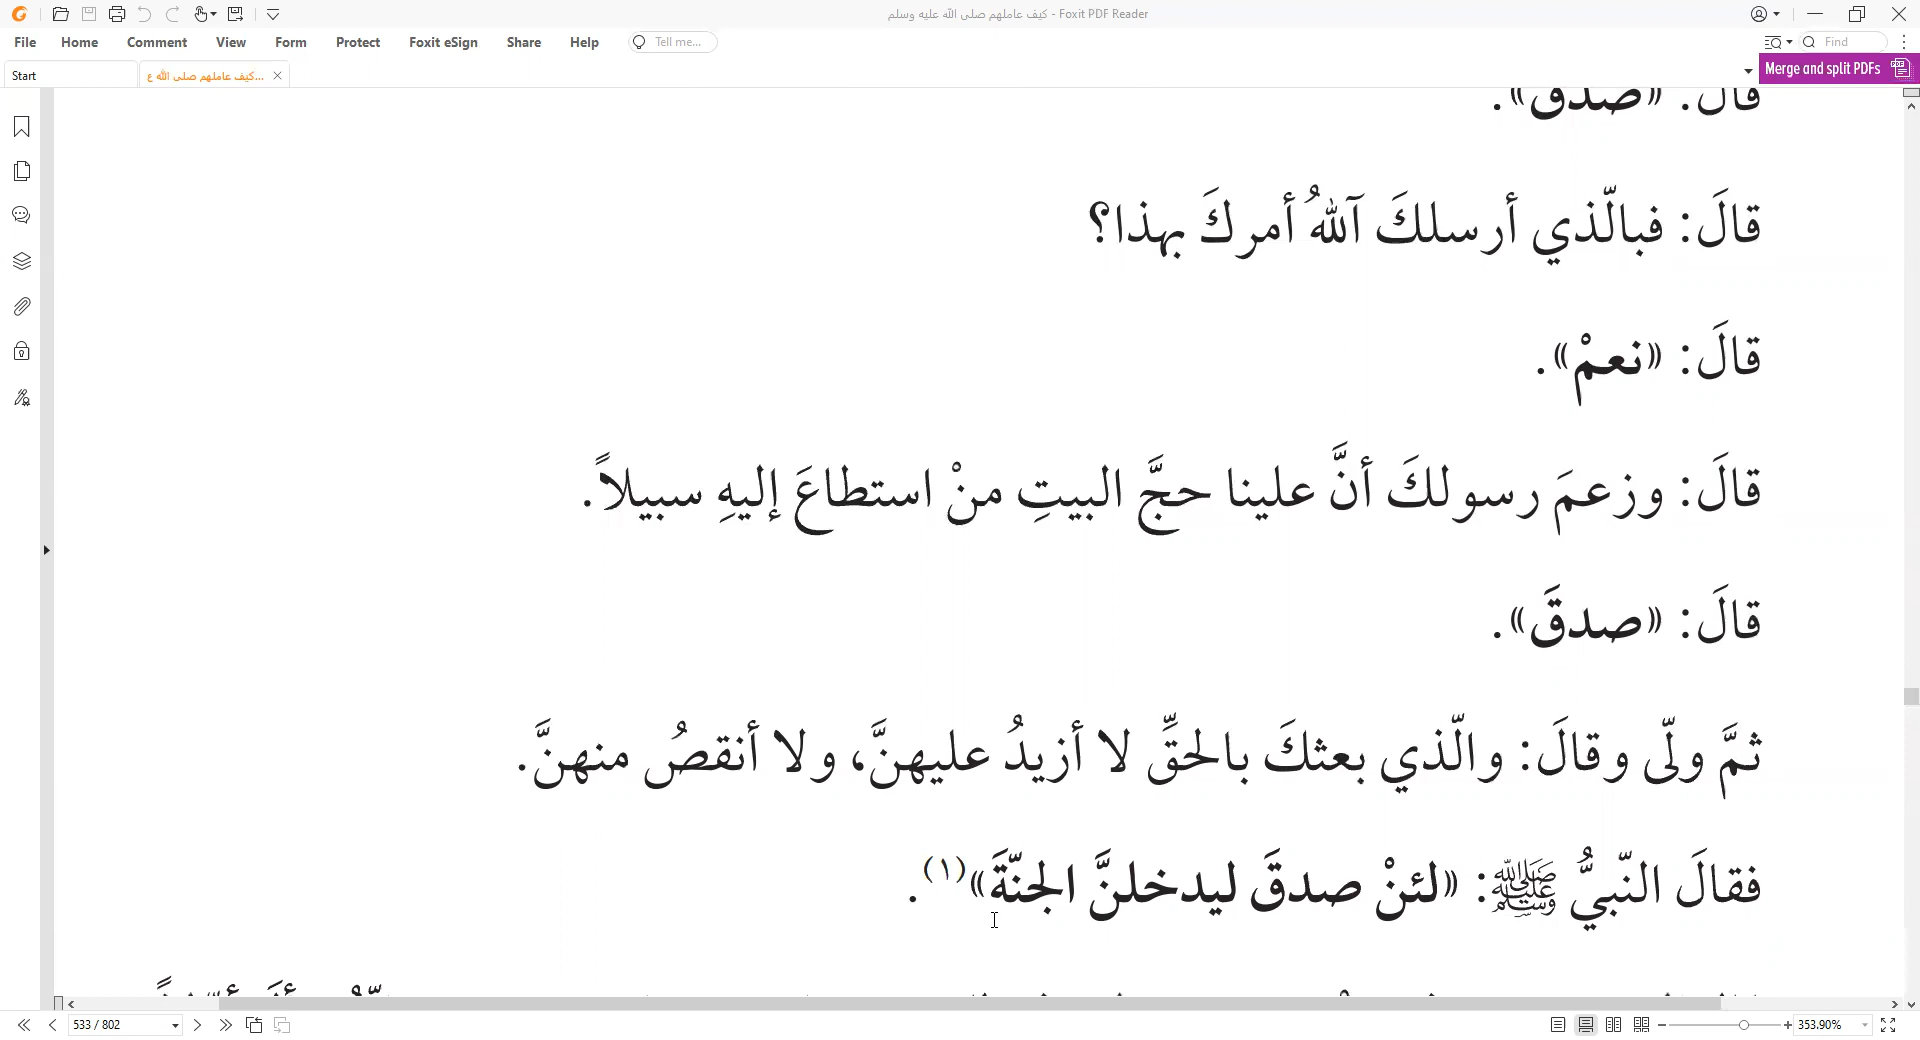 كيف عاملهم صلى الله عليه وسلم - Foxit PDF Reader
File Home Comment View Form Protect Foxit eSign Share Help Tell me... Find
Start كيف عاملهم صلى الله ع... Merge and split PDFs
قالَ: «صدقَ».
قالَ: فبالّذي أرسلكَ آللهُ أمركَ بهذا؟
قالَ: «نعمْ».
قالَ: وزعمَ رسولكَ أنَّ علينا حجَّ البيتِ منْ استطاعَ إليهِ سبيلاً.
قالَ: «صدقَ».
ثمَّ ولّى وقالَ: والّذي بعثكَ بالحقِّ لا أزيدُ عليهنَّ، ولا أنقصُ منهنَّ.
فقالَ النّبيُّ ﷺ: «لئنْ صدقَ ليدخلنَّ الجنّةَ»(١).
533 / 802 353.90%